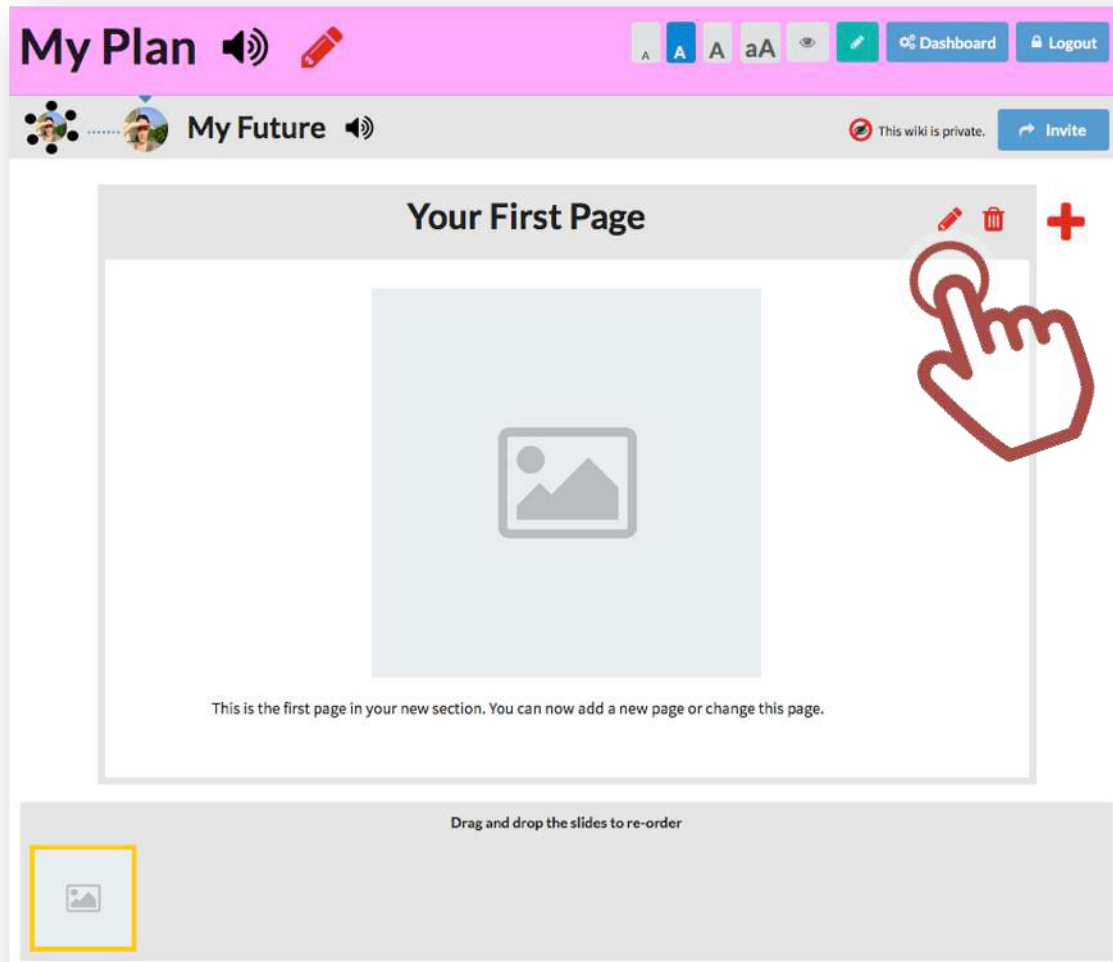 My Plan
A A A aA Dashboard Logout
My Future
This wiki is private. Invite
Your First Page
This is the first page in your new section. You can now add a new page or change this page.
Drag and drop the slides to re-order